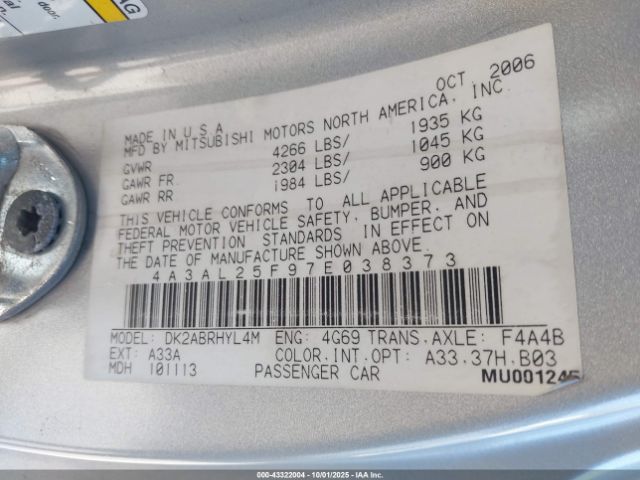 AG
door.
OCT 2006
MADE IN U.S.A.
MFD BY MITSUBISHI MOTORS NORTH AMERICA, INC.
GVWR 4266 LBS/ 1935 KG
GAWR FR 2304 LBS/ 1045 KG
GAWR RR 1984 LBS/ 900 KG
THIS VEHICLE CONFORMS TO ALL APPLICABLE
FEDERAL MOTOR VEHICLE SAFETY, BUMPER, AND
THEFT PREVENTION STANDARDS IN EFFECT ON
THE DATE OF MANUFACTURE SHOWN ABOVE.
4A3AL25F97E038373
MODEL: DK2ABRHYL4M ENG: 4G69 TRANS.AXLE: F4A4B
EXT: A33A COLOR.INT.OPT: A33.37H.B03
MDH 101113 PASSENGER CAR MU001245
000-43322004 - 10/01/2025 - IAA Inc.